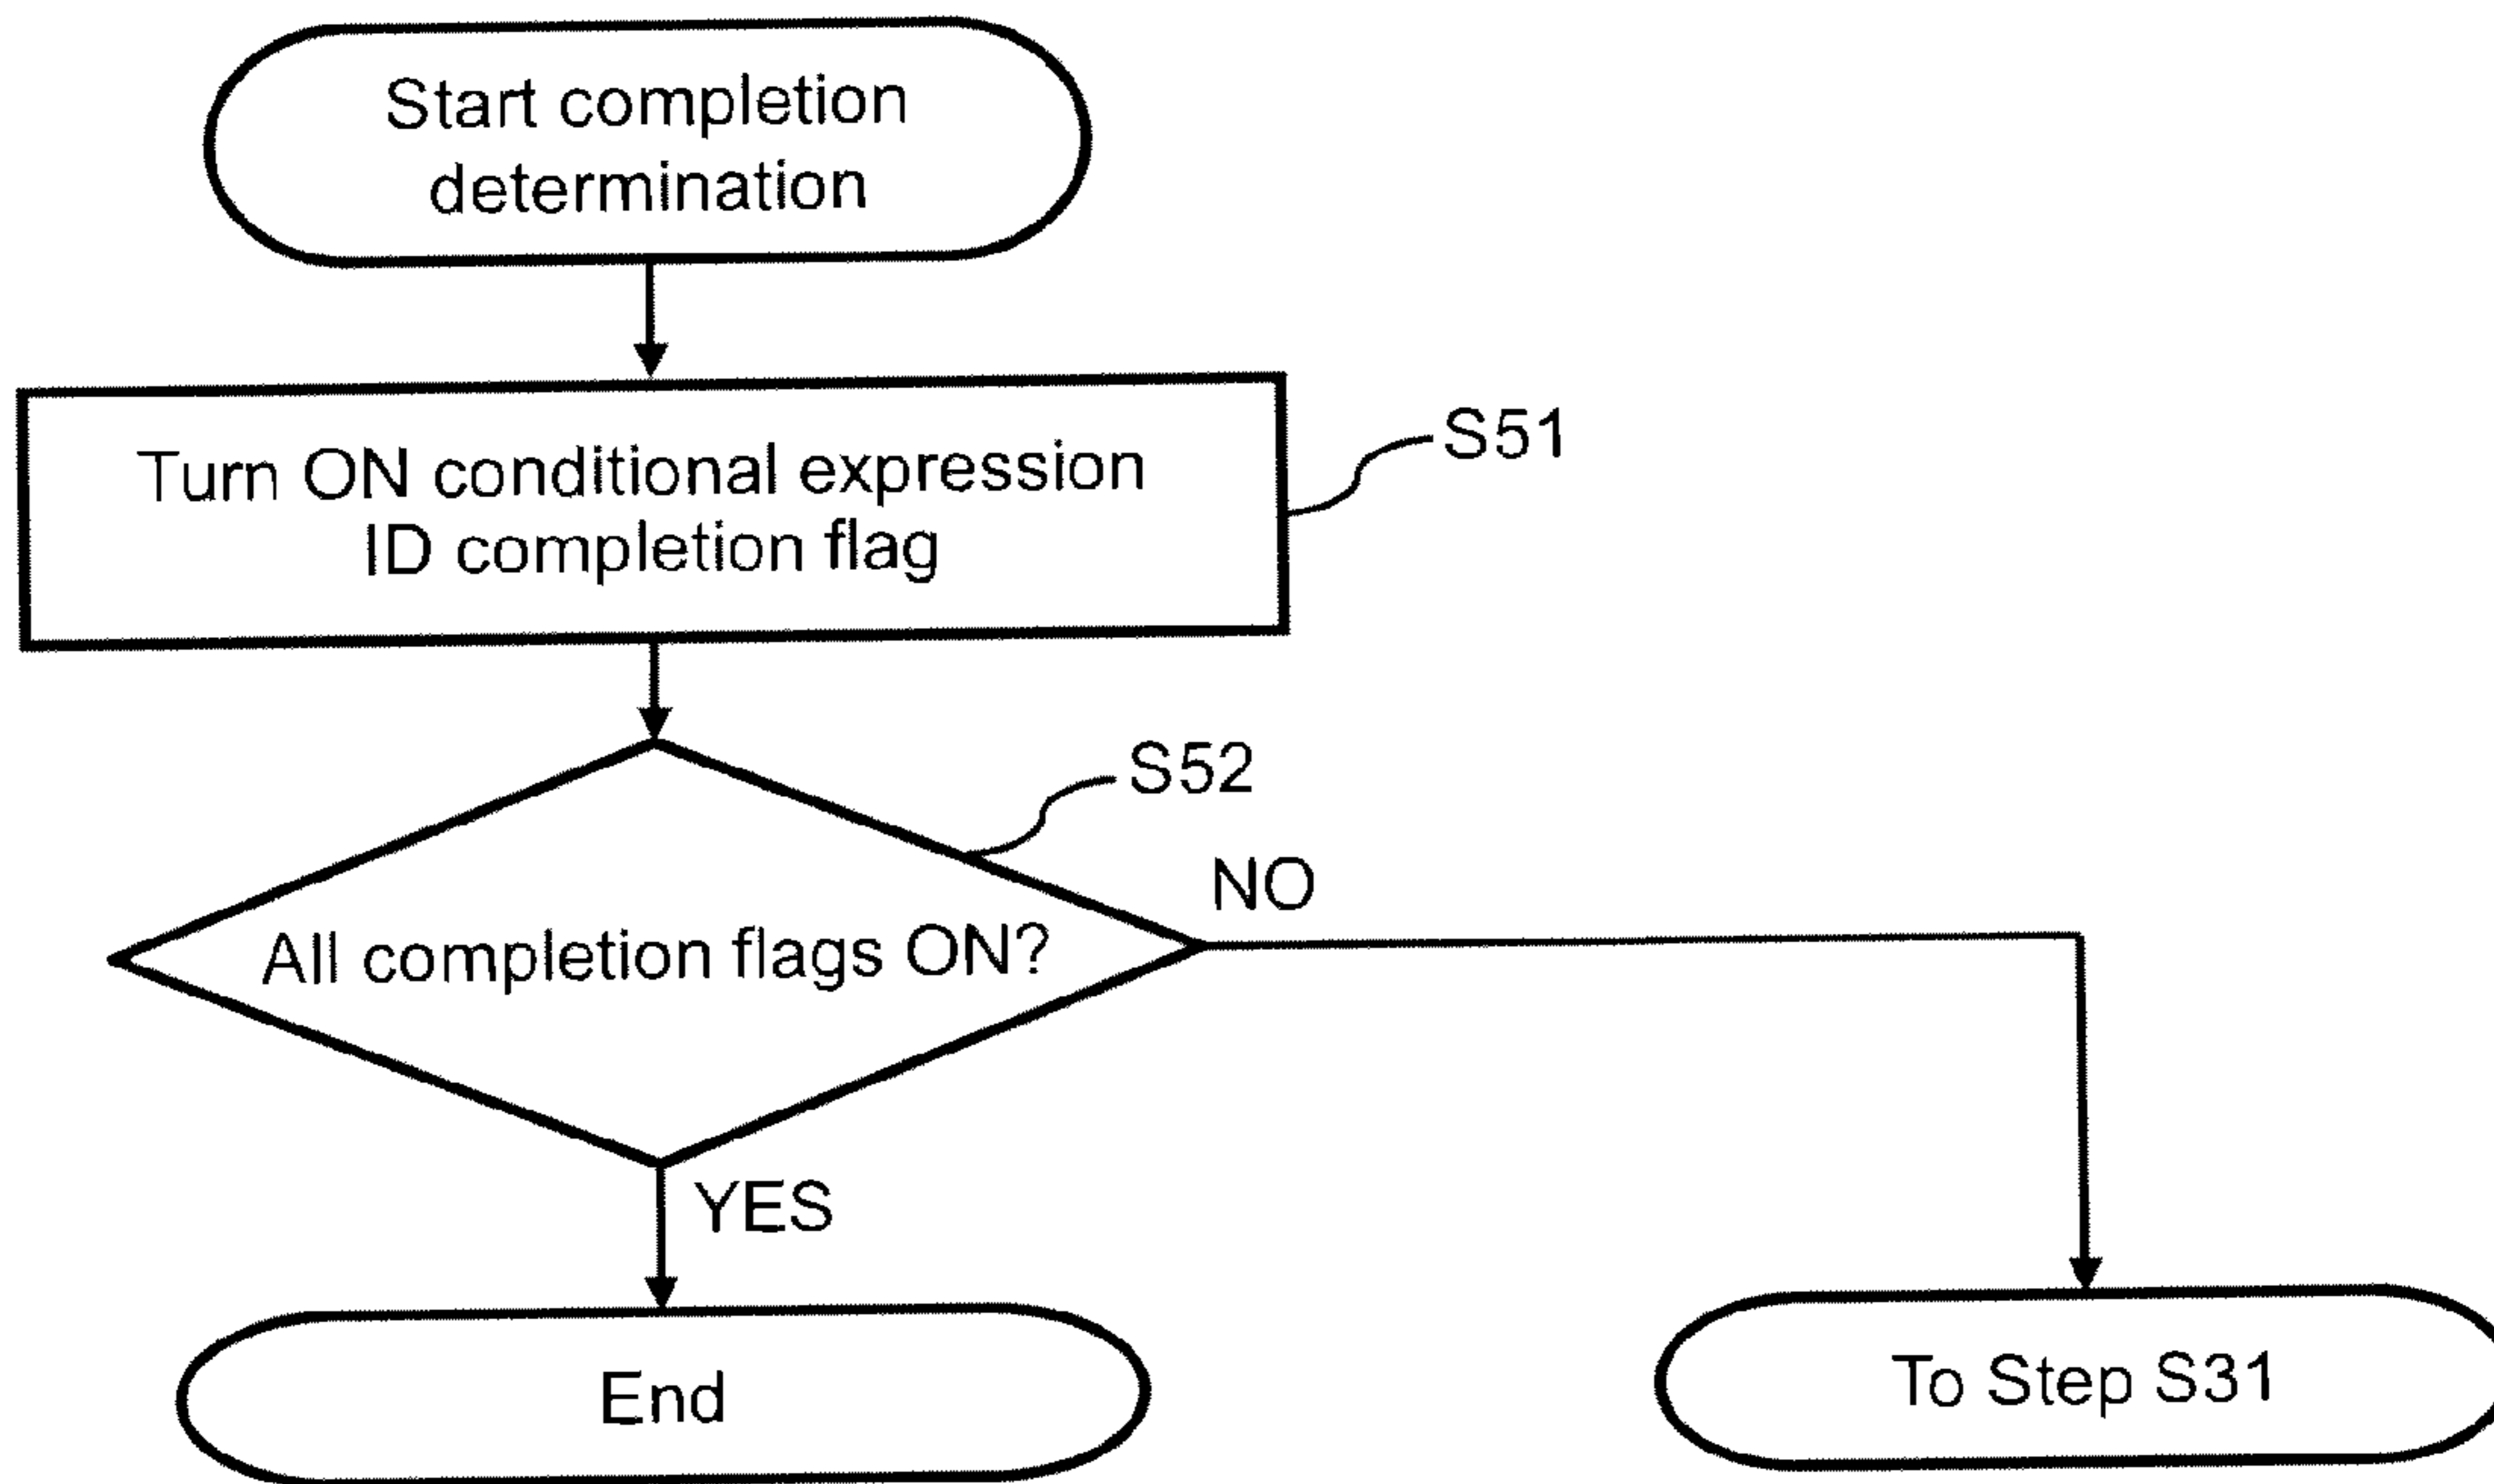 Start completion
determination
Turn ON conditional expression
ID completion flag
S51
S52
All completion flags ON?
NO
YES
End
To Step S31